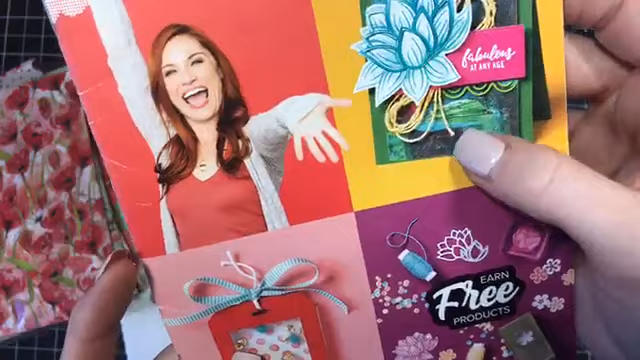 fabulous
AT ANY AGE
EARN
Free
PRODUCTS